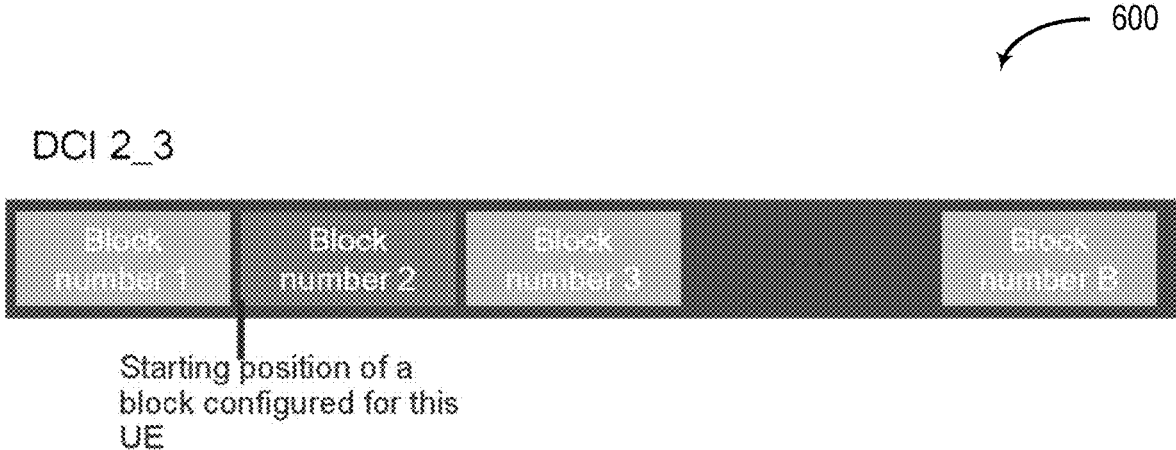 600
DCI 2_3
Block number 1
Block number 2
Block number 3
Block number B
Starting position of a
block configured for this
UE